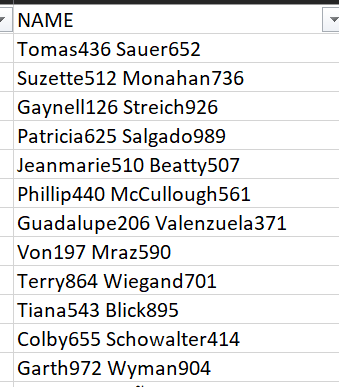 NAME
Tomas436 Sauer652
Suzette512 Monahan736
Gaynell126 Streich926
Patricia625 Salgado989
Jeanmarie510 Beatty507
Phillip440 McCullough561
Guadalupe206 Valenzuela371
Von197 Mraz590
Terry864 Wiegand701
Tiana543 Blick895
Colby655 Schowalter414
Garth972 Wyman904